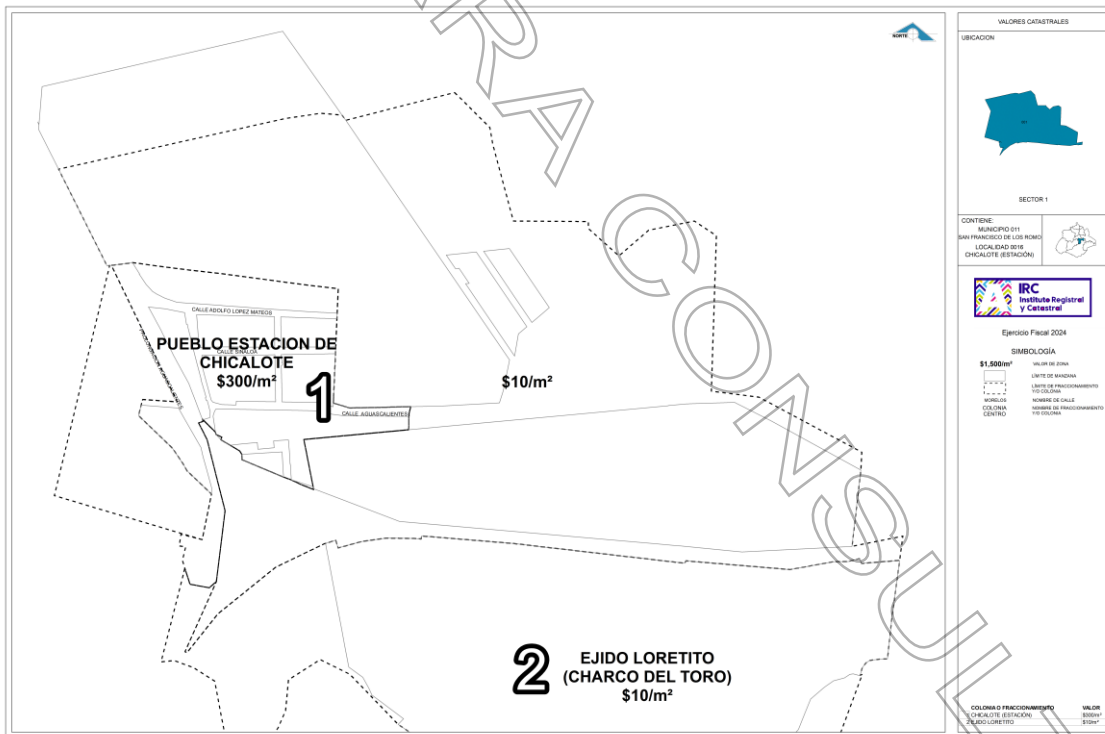 NORTE
CALLE ADOLFO LOPEZ MATEOS
PUEBLO ESTACION DE
CALLE SINALOA
CHICALOTE
$300/m²
1
CALLE AGUASCALIENTES
$10/m²
2
EJIDO LORETITO
(CHARCO DEL TORO)
$10/m²
RA CONSUL
VALORES CATASTRALES
UBICACION
SECTOR 1
CONTIENE:
MUNICIPIO 011
SAN FRANCISCO DE LOS ROMO
LOCALIDAD 0016
CHICALOTE (ESTACIÓN)
IRC
Instituto Registral
y Catastral
Ejercicio Fiscal 2024
SIMBOLOGÍA
$1,500/m² VALOR DE ZONA
LÍMITE DE MANZANA
LÍMITE DE FRACCIONAMIENTO
Y/O COLONIA
MORELOS NOMBRE DE CALLE
COLONIA CENTRO NOMBRE DE FRACCIONAMIENTO
Y/O COLONIA
COLONIA O FRACCIONAMIENTO VALOR
1 CHICALOTE (ESTACIÓN) $300/m²
2 EJIDO LORETITO $10/m²